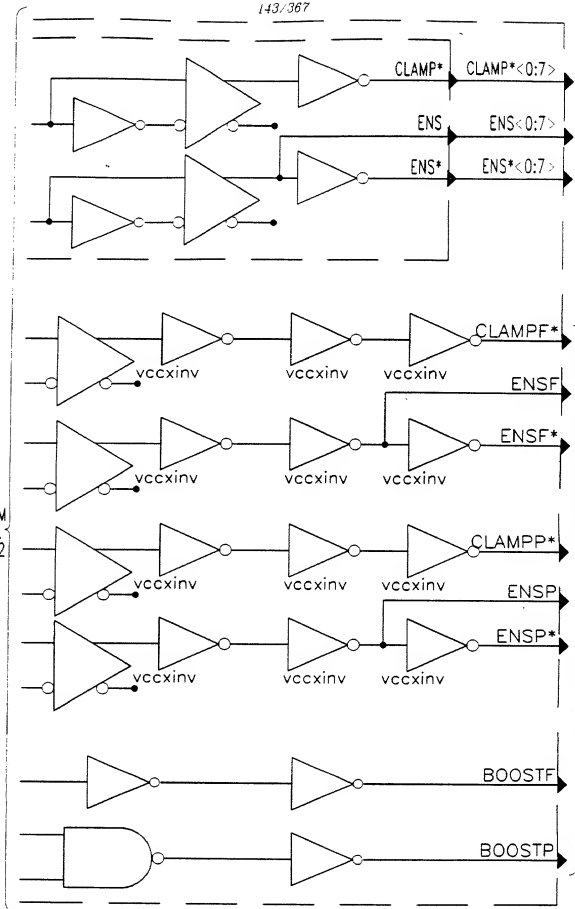 143/367
CLAMP* CLAMP*<0:7>
ENS ENS<0:7>
ENS* ENS*<0:7>
CLAMPF*
vccxinv vccxinv vccxinv
ENSF
ENSF*
vccxinv vccxinv vccxinv
M
2
CLAMPP*
vccxinv vccxinv vccxinv
ENSP
ENSP*
vccxinv vccxinv vccxinv
BOOSTF
BOOSTP